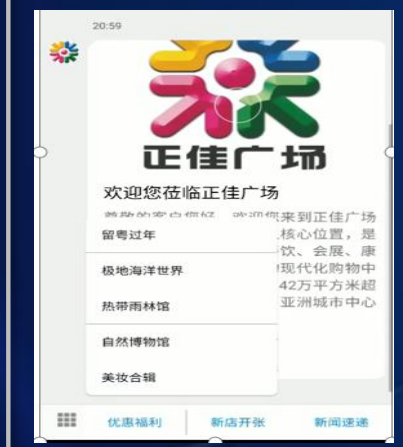 20:59
正佳广场
欢迎您莅临正佳广场
尊敬的客户您好，欢迎您来到正佳广场
核心位置，是
饮、会展、康
现代化购物中
42万平方米超
亚洲城市中心
留粤过年
极地海洋世界
热带雨林馆
自然博物馆
美妆合辑
优惠福利
新店开张
新闻速递